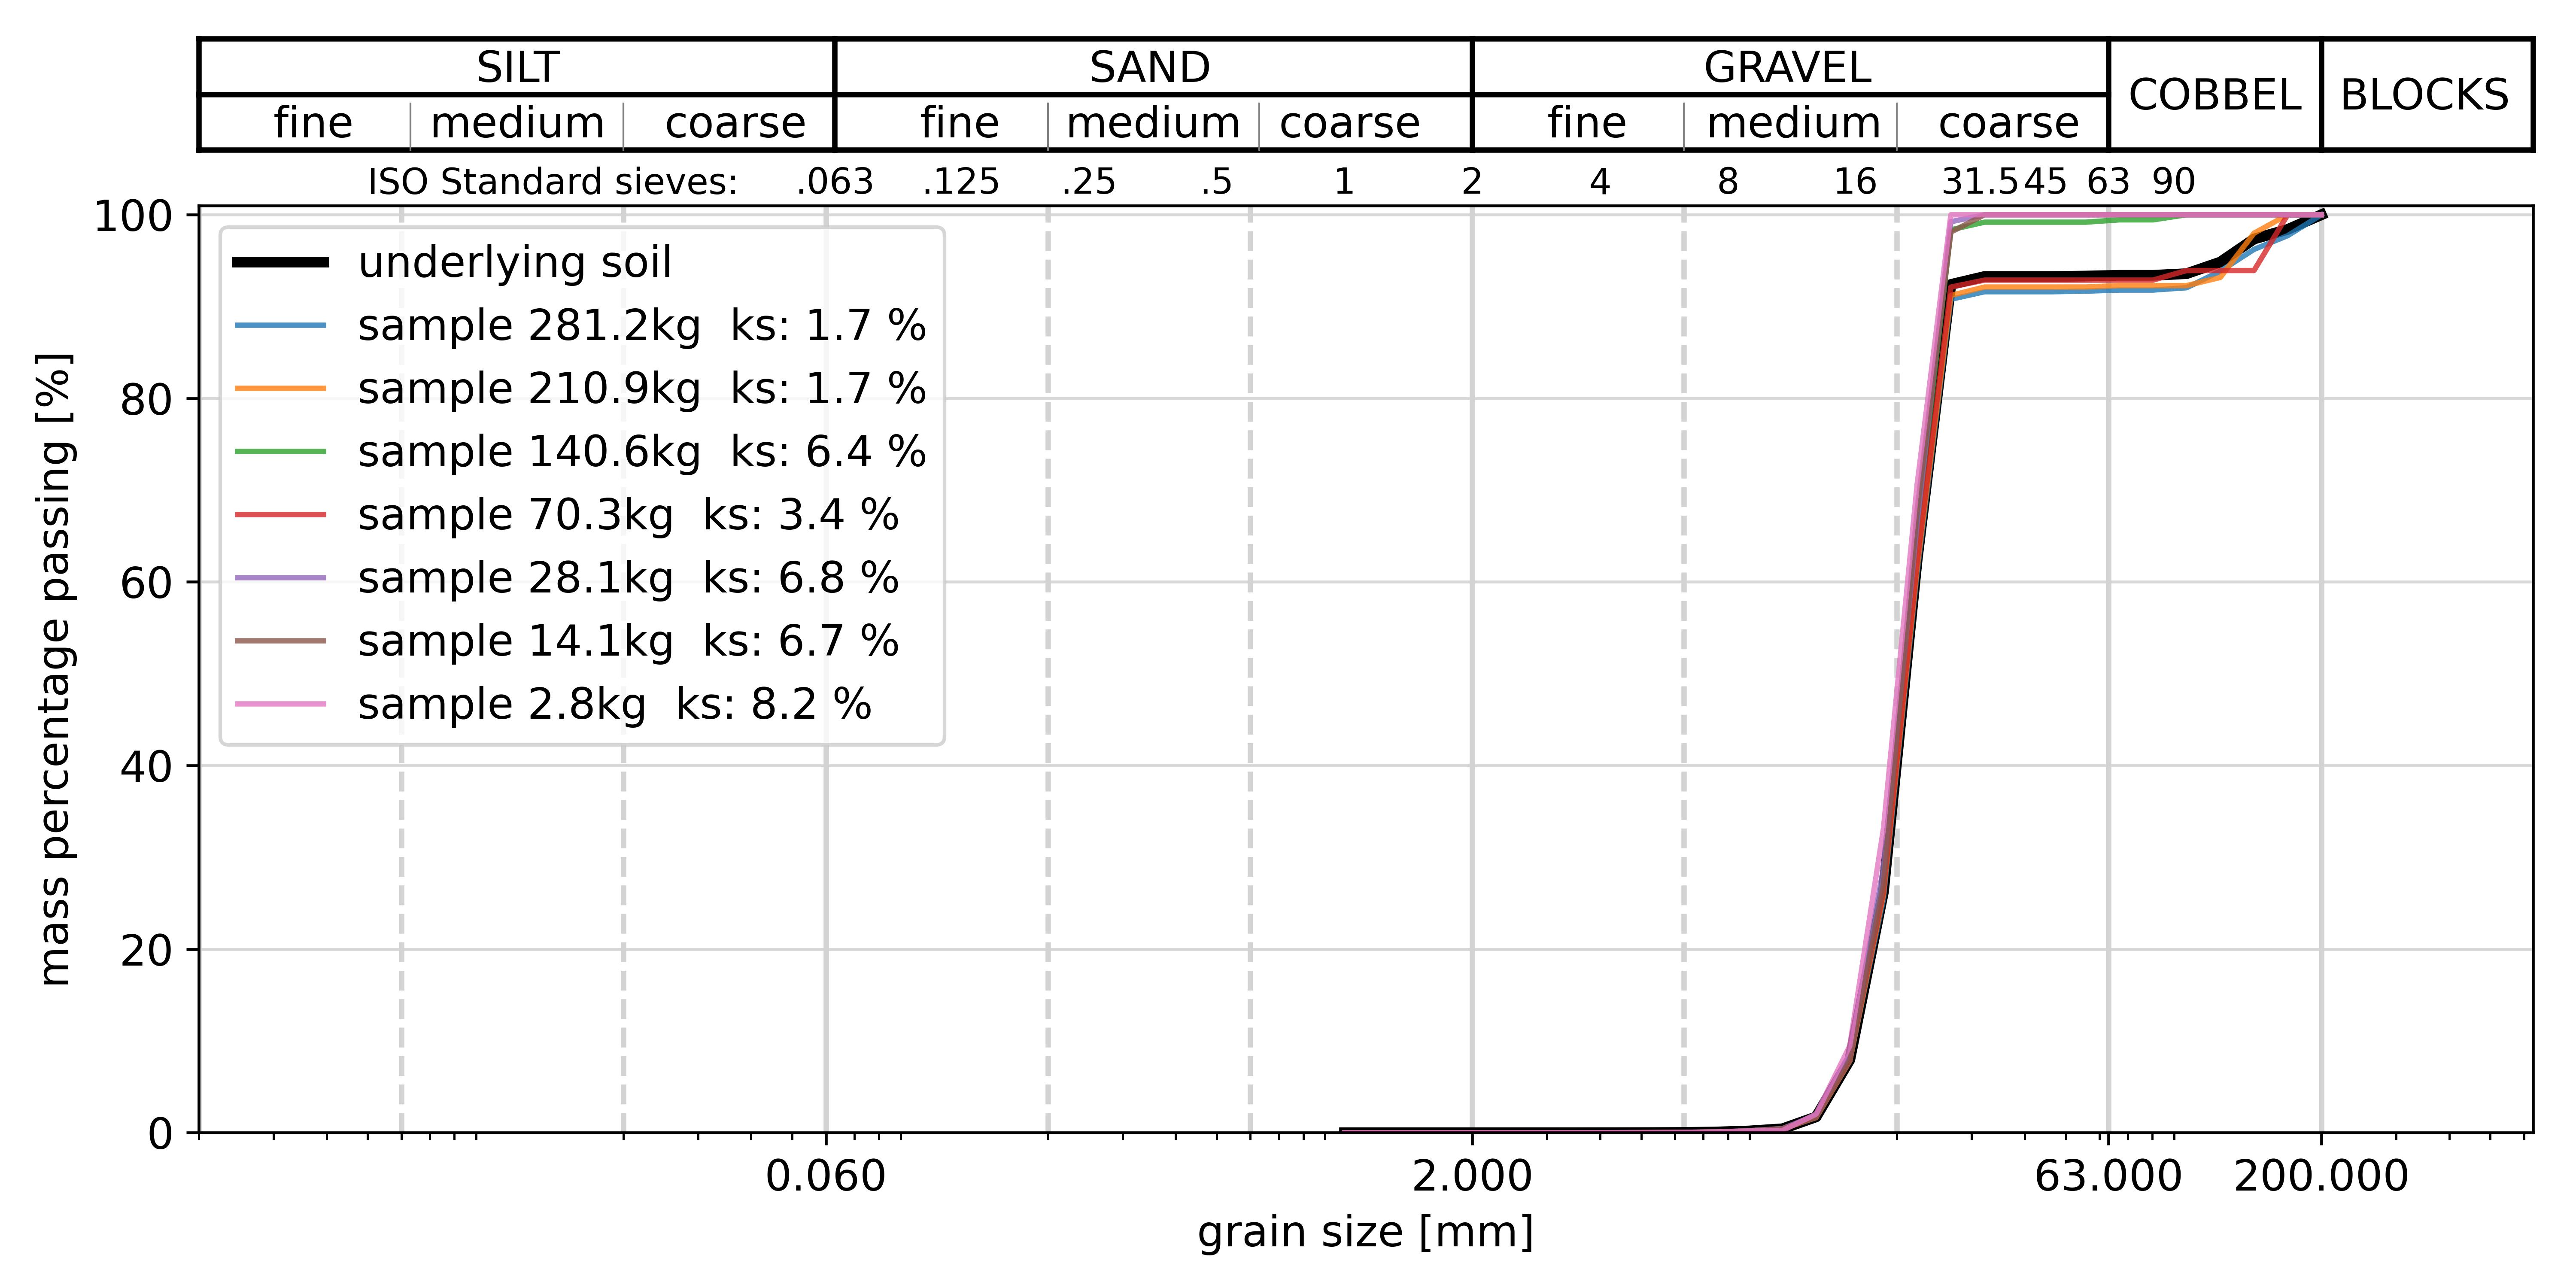 SILT SAND GRAVEL COBBEL BLOCKS
fine medium coarse fine medium coarse fine medium coarse
ISO Standard sieves: .063 .125 .25 .5 1 2 4 8 16 31.5 45 63 90
100
80
60
40
20
0
mass percentage passing [%]
underlying soil
sample 281.2kg ks: 1.7 %
sample 210.9kg ks: 1.7 %
sample 140.6kg ks: 6.4 %
sample 70.3kg ks: 3.4 %
sample 28.1kg ks: 6.8 %
sample 14.1kg ks: 6.7 %
sample 2.8kg ks: 8.2 %
0.060 2.000 63.000 200.000
grain size [mm]